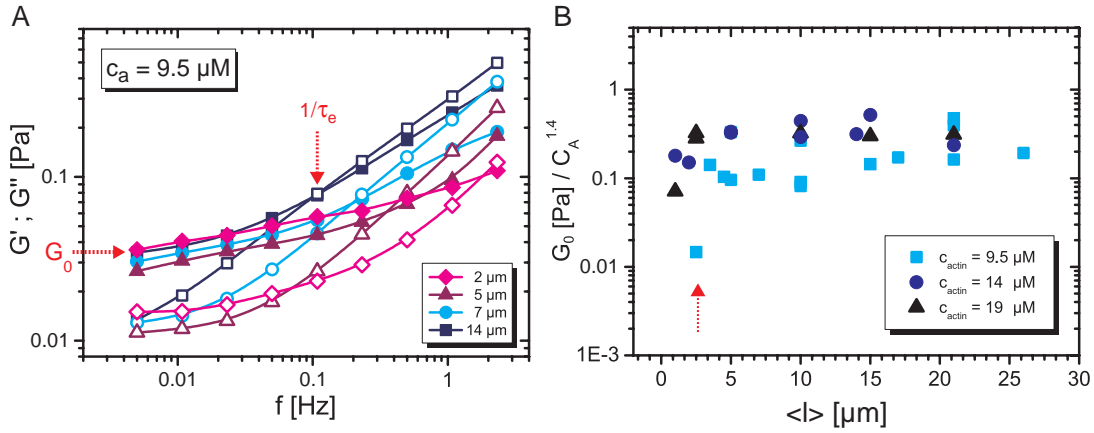 A
c_a = 9.5 µM
G' ; G'' [Pa]
0.1
0.01
G_0
1/τ_e
2 µm
5 µm
7 µm
14 µm
0.01
0.1
1
f [Hz]
B
G_0 [Pa] / C_A^1.4
1
0.1
0.01
1E-3
c_actin = 9.5 µM
c_actin = 14 µM
c_actin = 19 µM
0
5
10
15
20
25
30
<l> [µm]